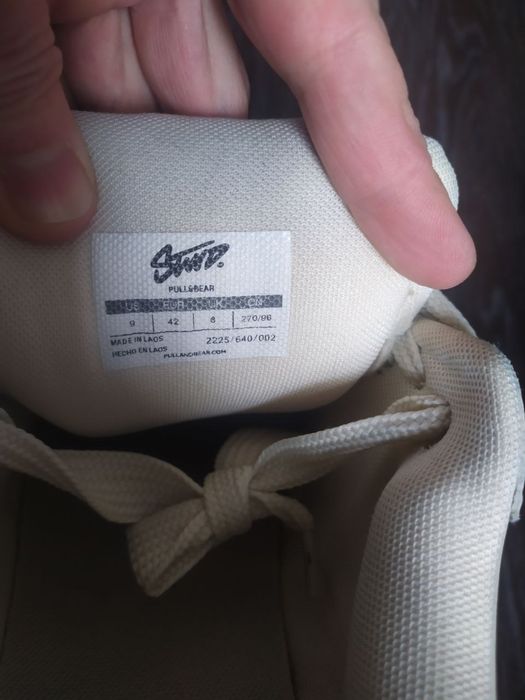 STWD.
PULL&BEAR
US EUR UK CN
9 42 8 270/96
MADE IN LAOS 2225/640/002
HECHO EN LAOS PULLANDBEAR.COM